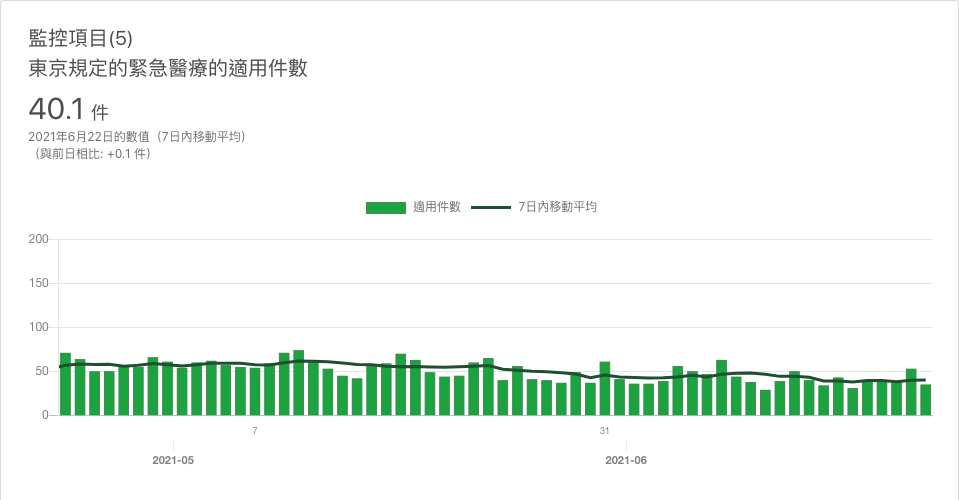 監控項目(5)
東京規定的緊急醫療的適用件數
40.1 件
2021年6月22日的數值（7日內移動平均）
（與前日相比: +0.1 件）
適用件數 7日內移動平均
200
150
100
50
0
7 31
2021-05 2021-06